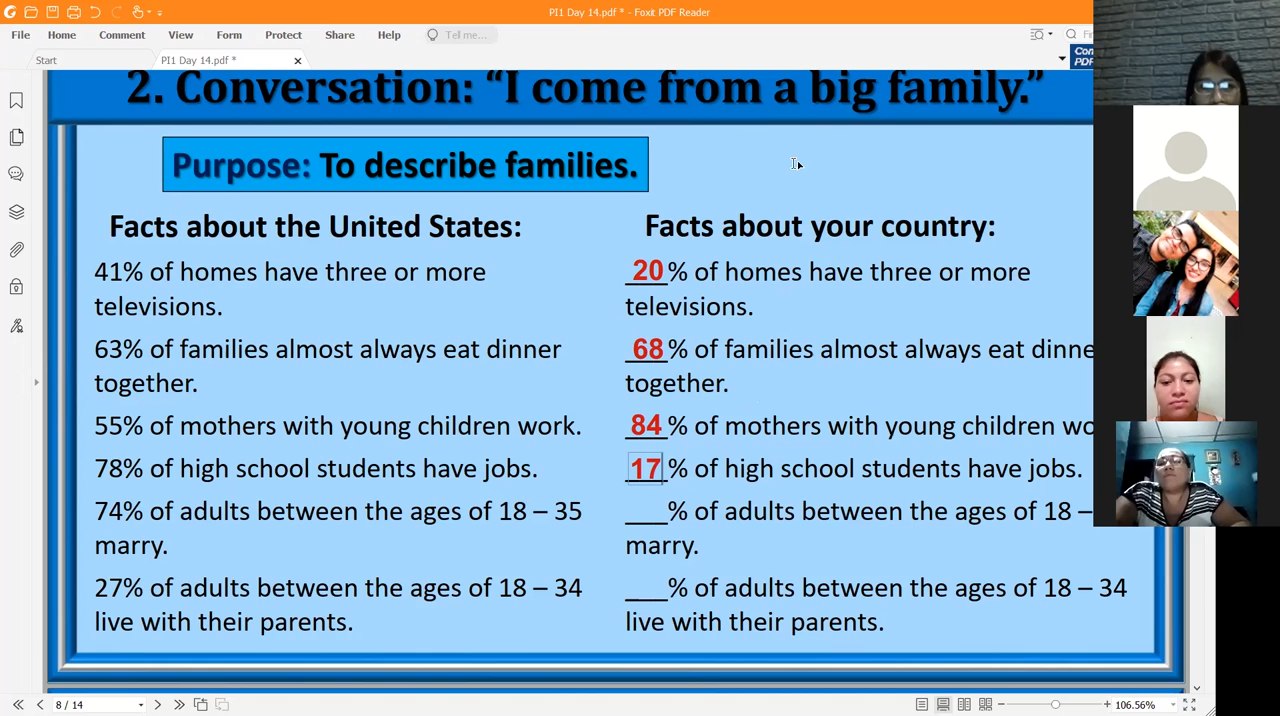 PI1 Day 14.pdf * - Foxit PDF Reader
File Home Comment View Form Protect Share Help Tell me...
Start PI1 Day 14.pdf *
2. Conversation: “I come from a big family.”
Purpose: To describe families.
Facts about the United States:
41% of homes have three or more
televisions.
63% of families almost always eat dinner
together.
55% of mothers with young children work.
78% of high school students have jobs.
74% of adults between the ages of 18 – 35
marry.
27% of adults between the ages of 18 – 34
live with their parents.
Facts about your country:
20% of homes have three or more
televisions.
68% of families almost always eat dinne
together.
84% of mothers with young children wo
17% of high school students have jobs.
___% of adults between the ages of 18 –
marry.
___% of adults between the ages of 18 – 34
live with their parents.
8 / 14
106.56%